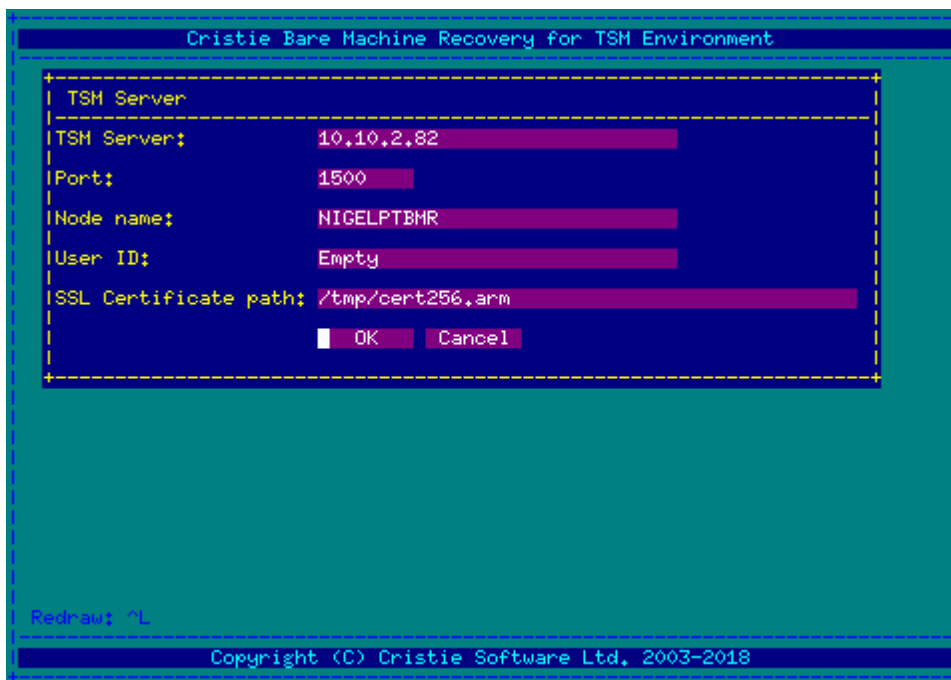 Cristie Bare Machine Recovery for TSM Environment
TSM Server
TSM Server: 10.10.2.82
Port: 1500
Node name: NIGELPTBMR
User ID: Empty
SSL Certificate path: /tmp/cert256.arm
OK Cancel
Redraw: ^L
Copyright (C) Cristie Software Ltd. 2003-2018